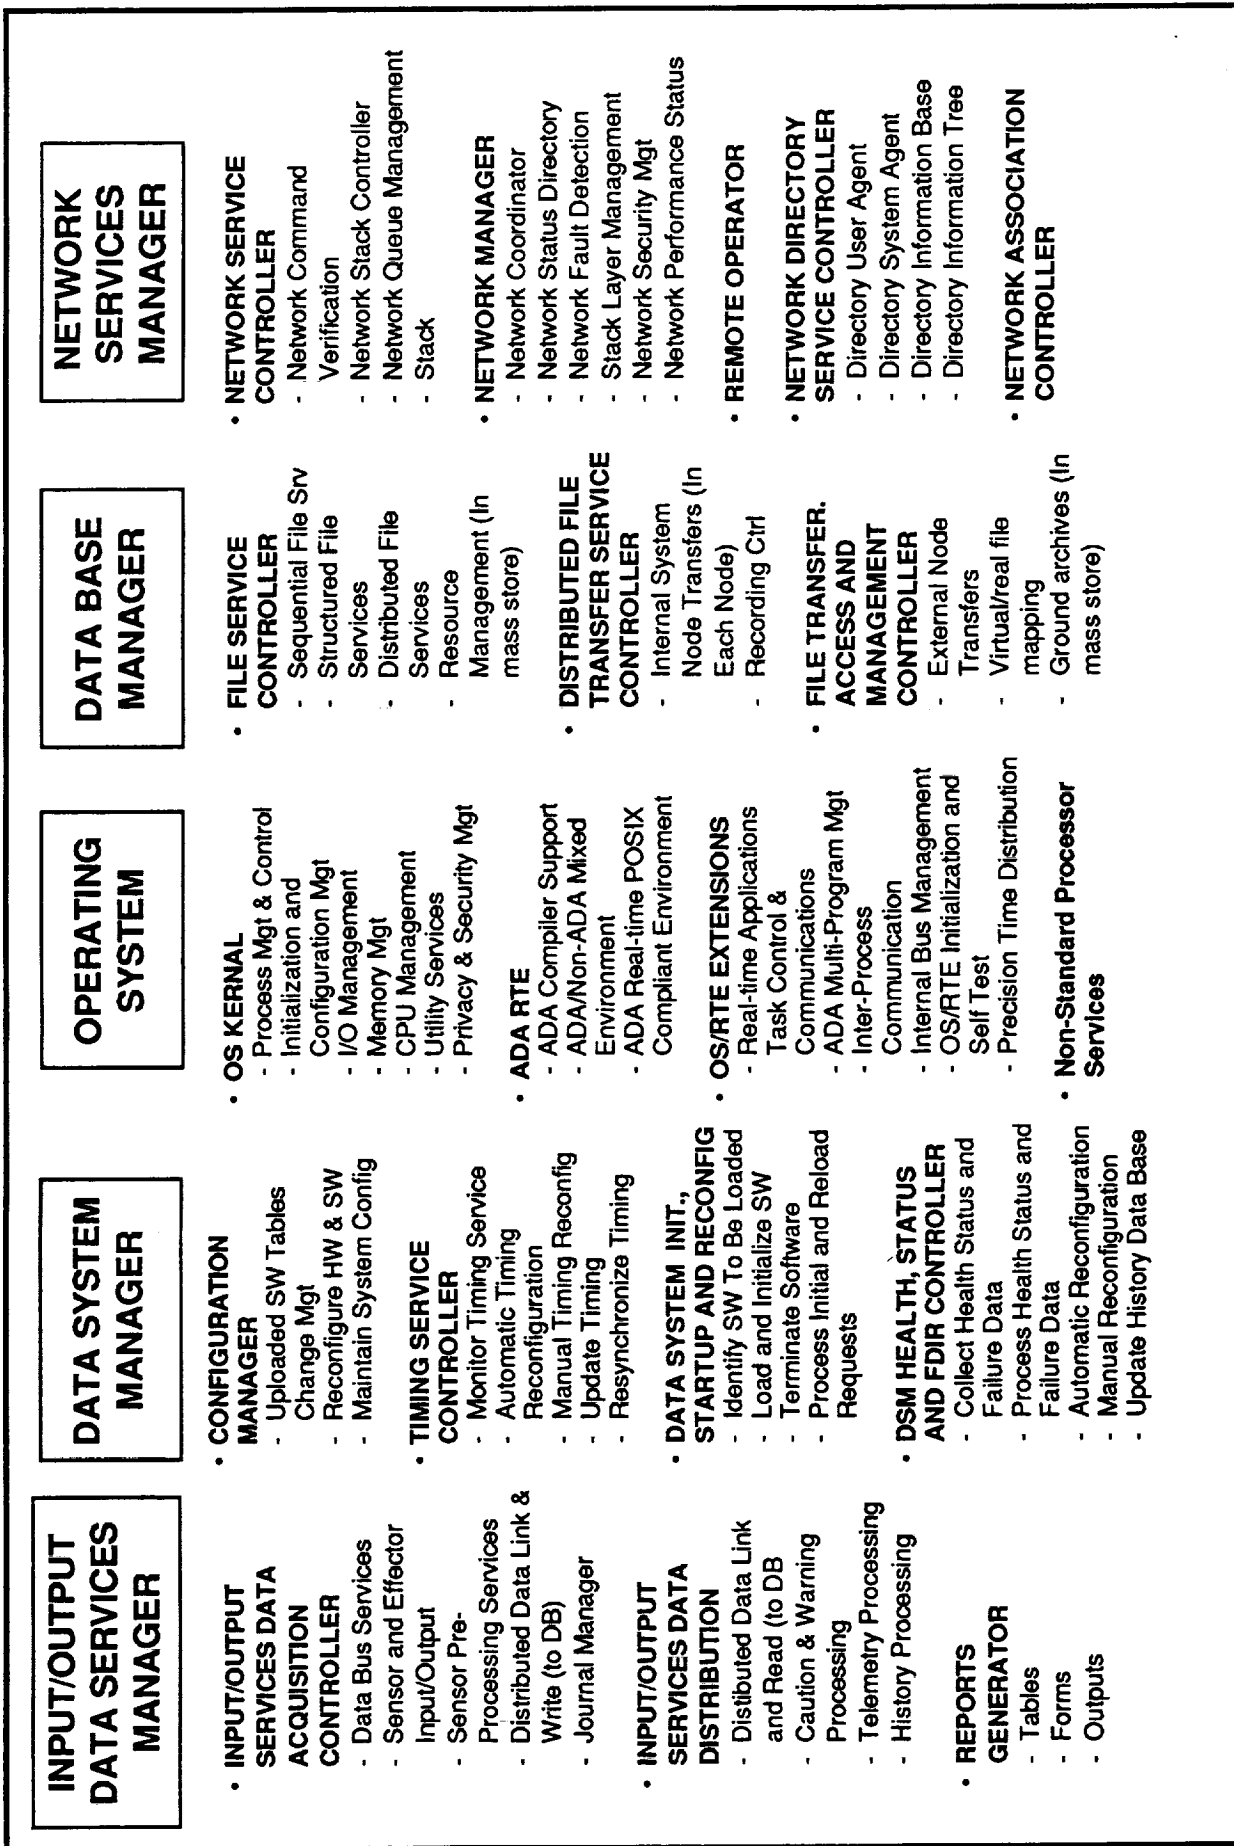 INPUT/OUTPUT
DATA SERVICES
MANAGER
• INPUT/OUTPUT
SERVICES DATA
ACQUISITION
CONTROLLER
- Data Bus Services
- Sensor and Effector
Input/Output
- Sensor Pre-
Processing Services
- Distributed Data Link &
Write (to DB)
- Journal Manager
• INPUT/OUTPUT
SERVICES DATA
DISTRIBUTION
- Distibuted Data Link
and Read (to DB
- Caution & Warning
Processing
- Telemetry Processing
- History Processing
• REPORTS
GENERATOR
- Tables
- Forms
- Outputs
DATA SYSTEM
MANAGER
• CONFIGURATION
MANAGER
- Uploaded SW Tables
Change Mgt
- Reconfigure HW & SW
- Maintain System Config
• TIMING SERVICE
CONTROLLER
- Monitor Timing Service
- Automatic Timing
Reconfiguration
- Manual Timing Reconfig
- Update Timing
- Resynchronize Timing
• DATA SYSTEM INIT.,
STARTUP AND RECONFIG
- Identify SW To Be Loaded
- Load and Initialize SW
- Terminate Software
- Process Initial and Reload
Requests
• DSM HEALTH, STATUS
AND FDIR CONTROLLER
- Collect Health Status and
Failure Data
- Process Health Status and
Failure Data
- Automatic Reconfiguration
- Manual Reconfiguration
- Update History Data Base
OPERATING
SYSTEM
• OS KERNAL
- Process Mgt & Control
- Initialization and
Configuration Mgt
- I/O Management
- Memory Mgt
- CPU Management
- Utility Services
- Privacy & Security Mgt
• ADA RTE
- ADA Compiler Support
- ADA/Non-ADA Mixed
Environment
- ADA Real-time POSIX
Compliant Environment
• OS/RTE EXTENSIONS
- Real-time Applications
Task Control &
Communications
- ADA Multi-Program Mgt
- Inter-Process
Communication
- Internal Bus Management
- OS/RTE Initialization and
Self Test
- Precision Time Distribution
• Non-Standard Processor
Services
DATA BASE
MANAGER
• FILE SERVICE
CONTROLLER
- Sequential File Srv
- Structured File
Services
- Distributed File
Services
- Resource
Management (In
mass store)
• DISTRIBUTED FILE
TRANSFER SERVICE
CONTROLLER
- Internal System
Node Transfers (In
Each Node)
- Recording Ctrl
• FILE TRANSFER.
ACCESS AND
MANAGEMENT
CONTROLLER
- External Node
Transfers
- Virtual/real file
mapping
- Ground archives (In
mass store)
NETWORK
SERVICES
MANAGER
• NETWORK SERVICE
CONTROLLER
- Network Command
Verification
- Network Stack Controller
- Network Queue Management
- Stack
• NETWORK MANAGER
- Network Coordinator
- Network Status Directory
- Network Fault Detection
- Stack Layer Management
- Network Security Mgt
- Network Performance Status
• REMOTE OPERATOR
• NETWORK DIRECTORY
SERVICE CONTROLLER
- Directory User Agent
- Directory System Agent
- Directory Information Base
- Directory Information Tree
• NETWORK ASSOCIATION
CONTROLLER